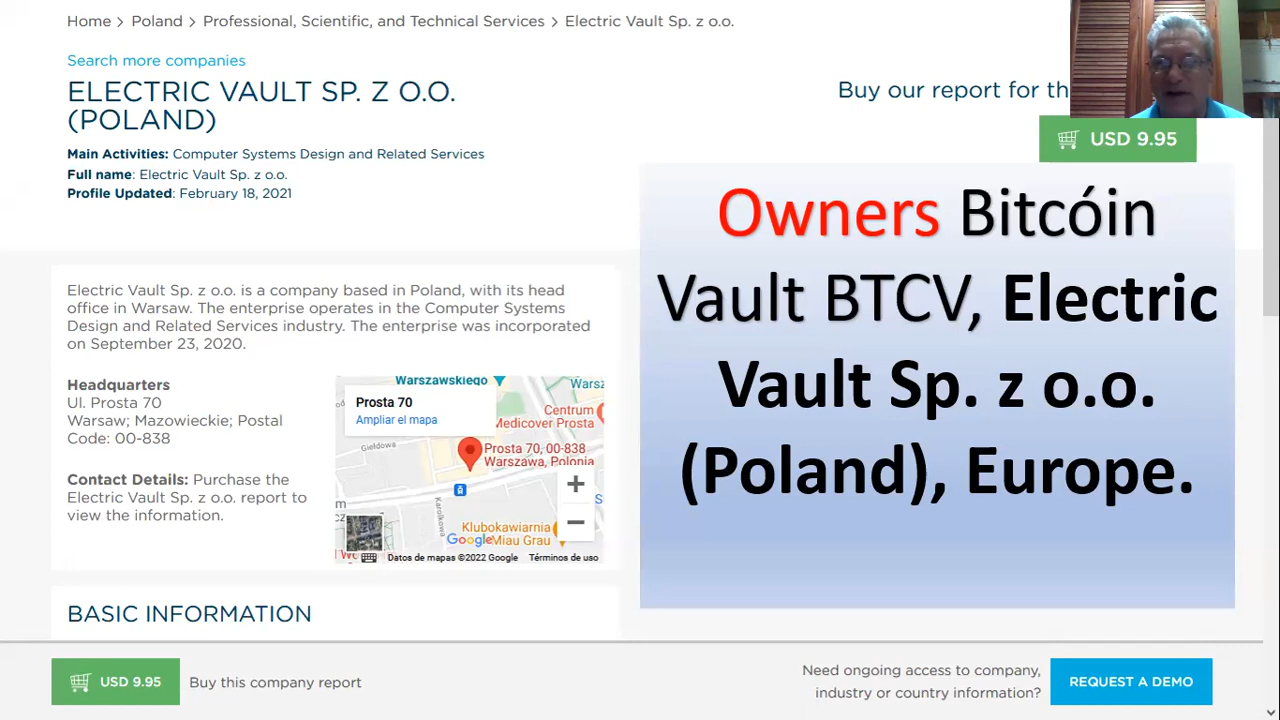 Home > Poland > Professional, Scientific, and Technical Services > Electric Vault Sp. z o.o.
Search more companies
ELECTRIC VAULT SP. Z O.O.
(POLAND)
Main Activities: Computer Systems Design and Related Services
Full name: Electric Vault Sp. z o.o.
Profile Updated: February 18, 2021
Buy our report for
USD 9.95
Owners Bitcóin
Vault BTCV, Electric
Vault Sp. z o.o.
(Poland), Europe.
Electric Vault Sp. z o.o. is a company based in Poland, with its head
office in Warsaw. The enterprise operates in the Computer Systems
Design and Related Services industry. The enterprise was incorporated
on September 23, 2020.
Headquarters
Ul. Prosta 70
Warsaw; Mazowieckie; Postal
Code: 00-838
Contact Details: Purchase the
Electric Vault Sp. z o.o. report to
view the information.
Warszawskiego
Prosta 70
Ampliar el mapa
Centrum
Medicover Prosta
Giełdowa
Prosta 70, 00-838
Warszawa, Polonia
Karolkowa
Klubokawiarnia
Miau Graų
Google
Datos de mapas ©2022 Google
Términos de uso
BASIC INFORMATION
USD 9.95
Buy this company report
Need ongoing access to company,
industry or country information?
REQUEST A DEMO